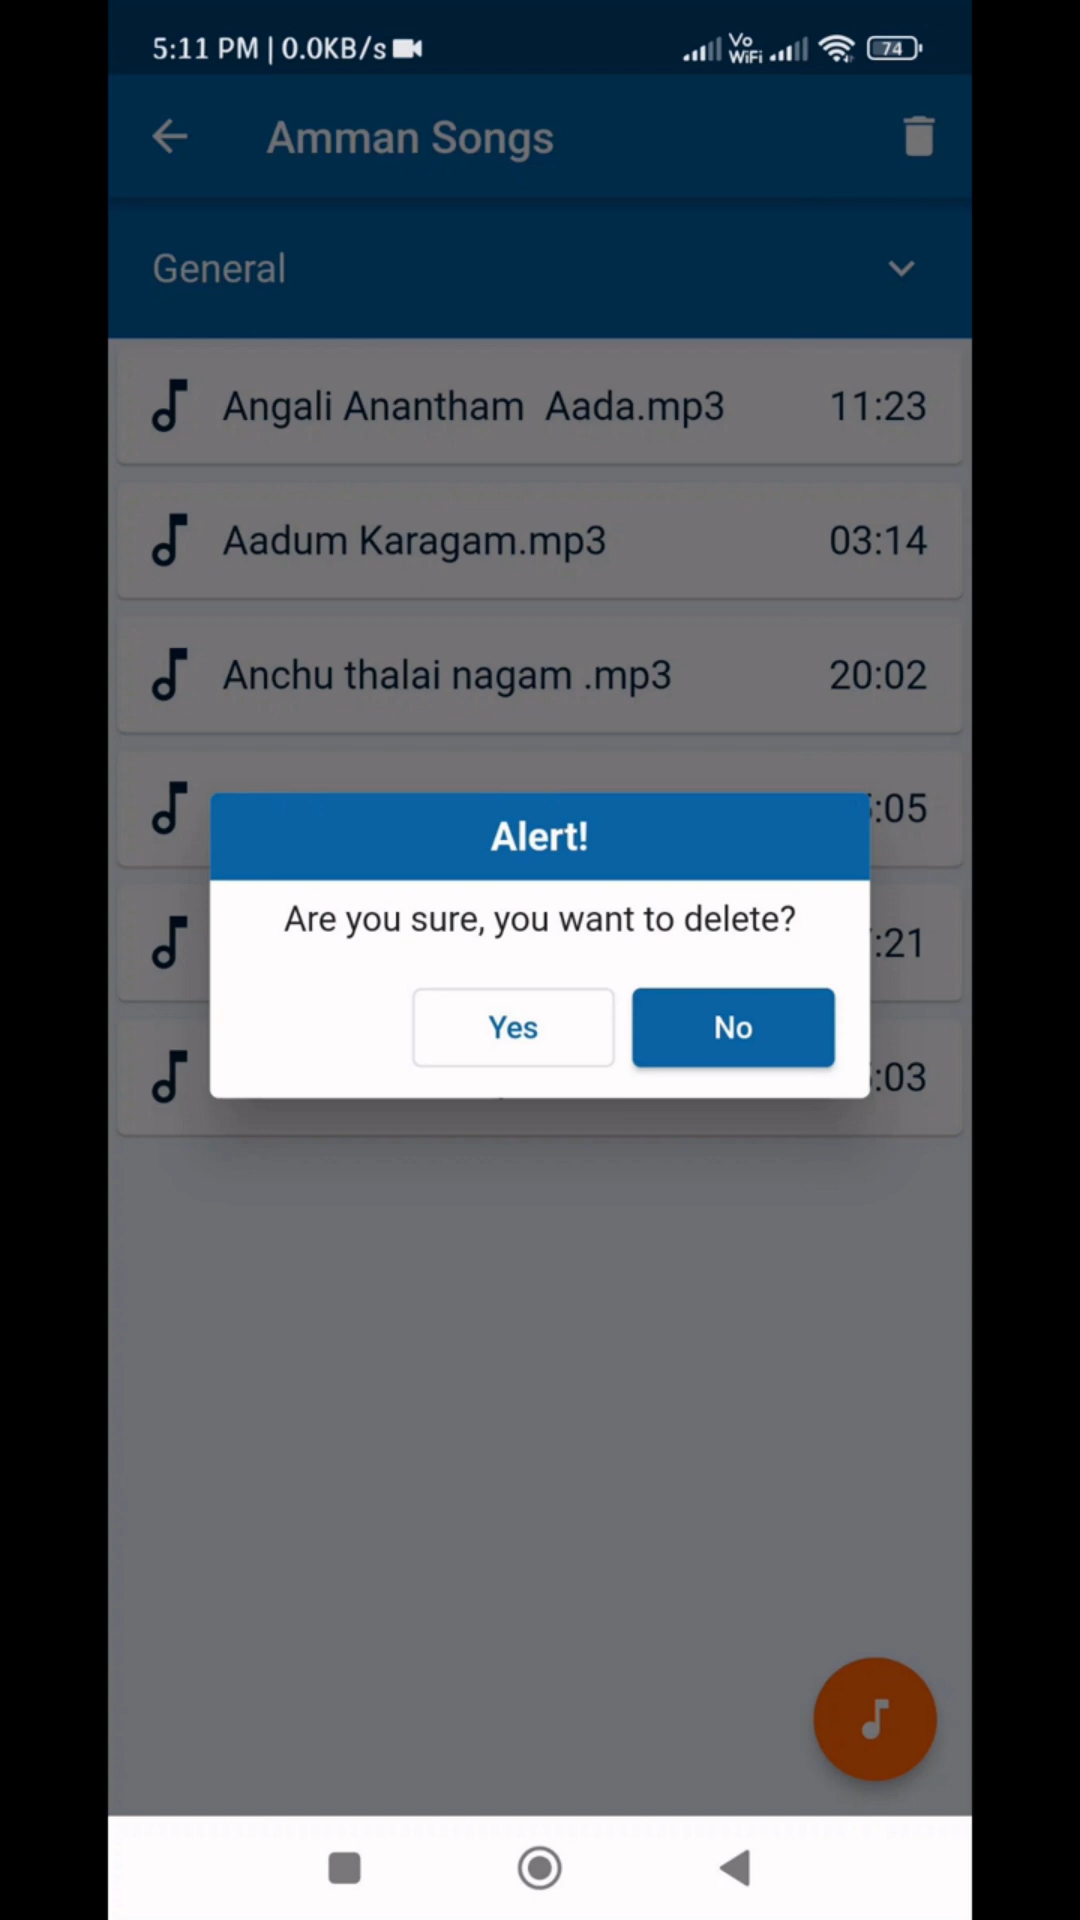 5:11 PM | 0.0KB/s
Vo WiFi
74
Amman Songs
General
Angali Anantham  Aada.mp3 11:23
Aadum Karagam.mp3 03:14
Anchu thalai nagam .mp3 20:02
:05
Alert!
Are you sure, you want to delete?
:21
Yes No
:03